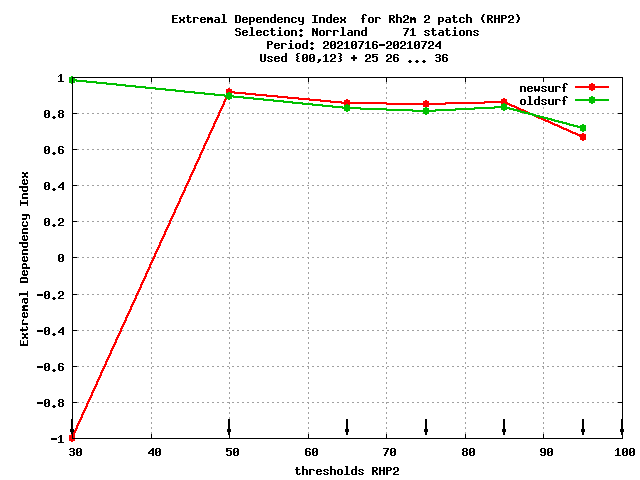 Extremal Dependency Index  for Rh2m 2 patch (RHP2)
Selection: Norrland     71 stations
Period: 20210716-20210724
Used {00,12} + 25 26 ... 36
newsurf
oldsurf
Extremal Dependency Index
1
0.8
0.6
0.4
0.2
0
-0.2
-0.4
-0.6
-0.8
-1
30 40 50 60 70 80 90 100
thresholds RHP2